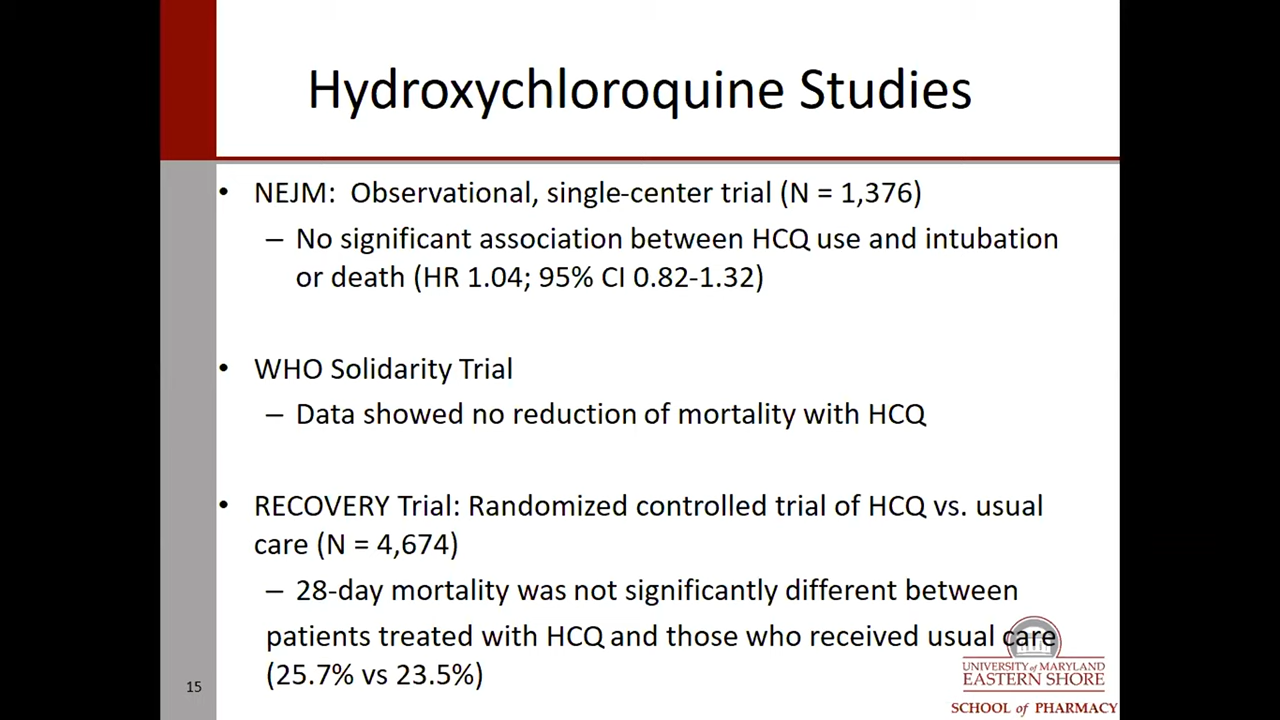 Hydroxychloroquine Studies
• NEJM: Observational, single-center trial (N = 1,376)
– No significant association between HCQ use and intubation
or death (HR 1.04; 95% CI 0.82-1.32)
• WHO Solidarity Trial
– Data showed no reduction of mortality with HCQ
• RECOVERY Trial: Randomized controlled trial of HCQ vs. usual
care (N = 4,674)
– 28-day mortality was not significantly different between
patients treated with HCQ and those who received usual care
(25.7% vs 23.5%)
15
UNIVERSITY of MARYLAND
EASTERN SHORE
SCHOOL of PHARMACY